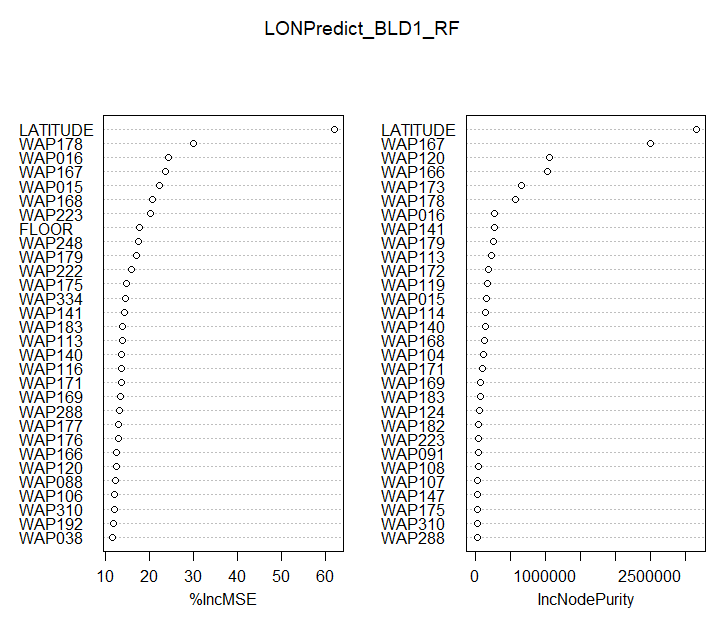 LONPredict_BLD1_RF
LATITUDE
WAP178
WAP016
WAP167
WAP015
WAP168
WAP223
FLOOR
WAP248
WAP179
WAP222
WAP175
WAP334
WAP141
WAP183
WAP113
WAP140
WAP116
WAP171
WAP169
WAP288
WAP177
WAP176
WAP166
WAP120
WAP088
WAP106
WAP310
WAP192
WAP038
10 20 30 40 50 60
%IncMSE
LATITUDE
WAP167
WAP120
WAP166
WAP173
WAP178
WAP016
WAP141
WAP179
WAP113
WAP172
WAP119
WAP015
WAP114
WAP140
WAP168
WAP104
WAP171
WAP169
WAP183
WAP124
WAP182
WAP223
WAP091
WAP108
WAP107
WAP147
WAP175
WAP310
WAP288
0 1000000 2500000
IncNodePurity